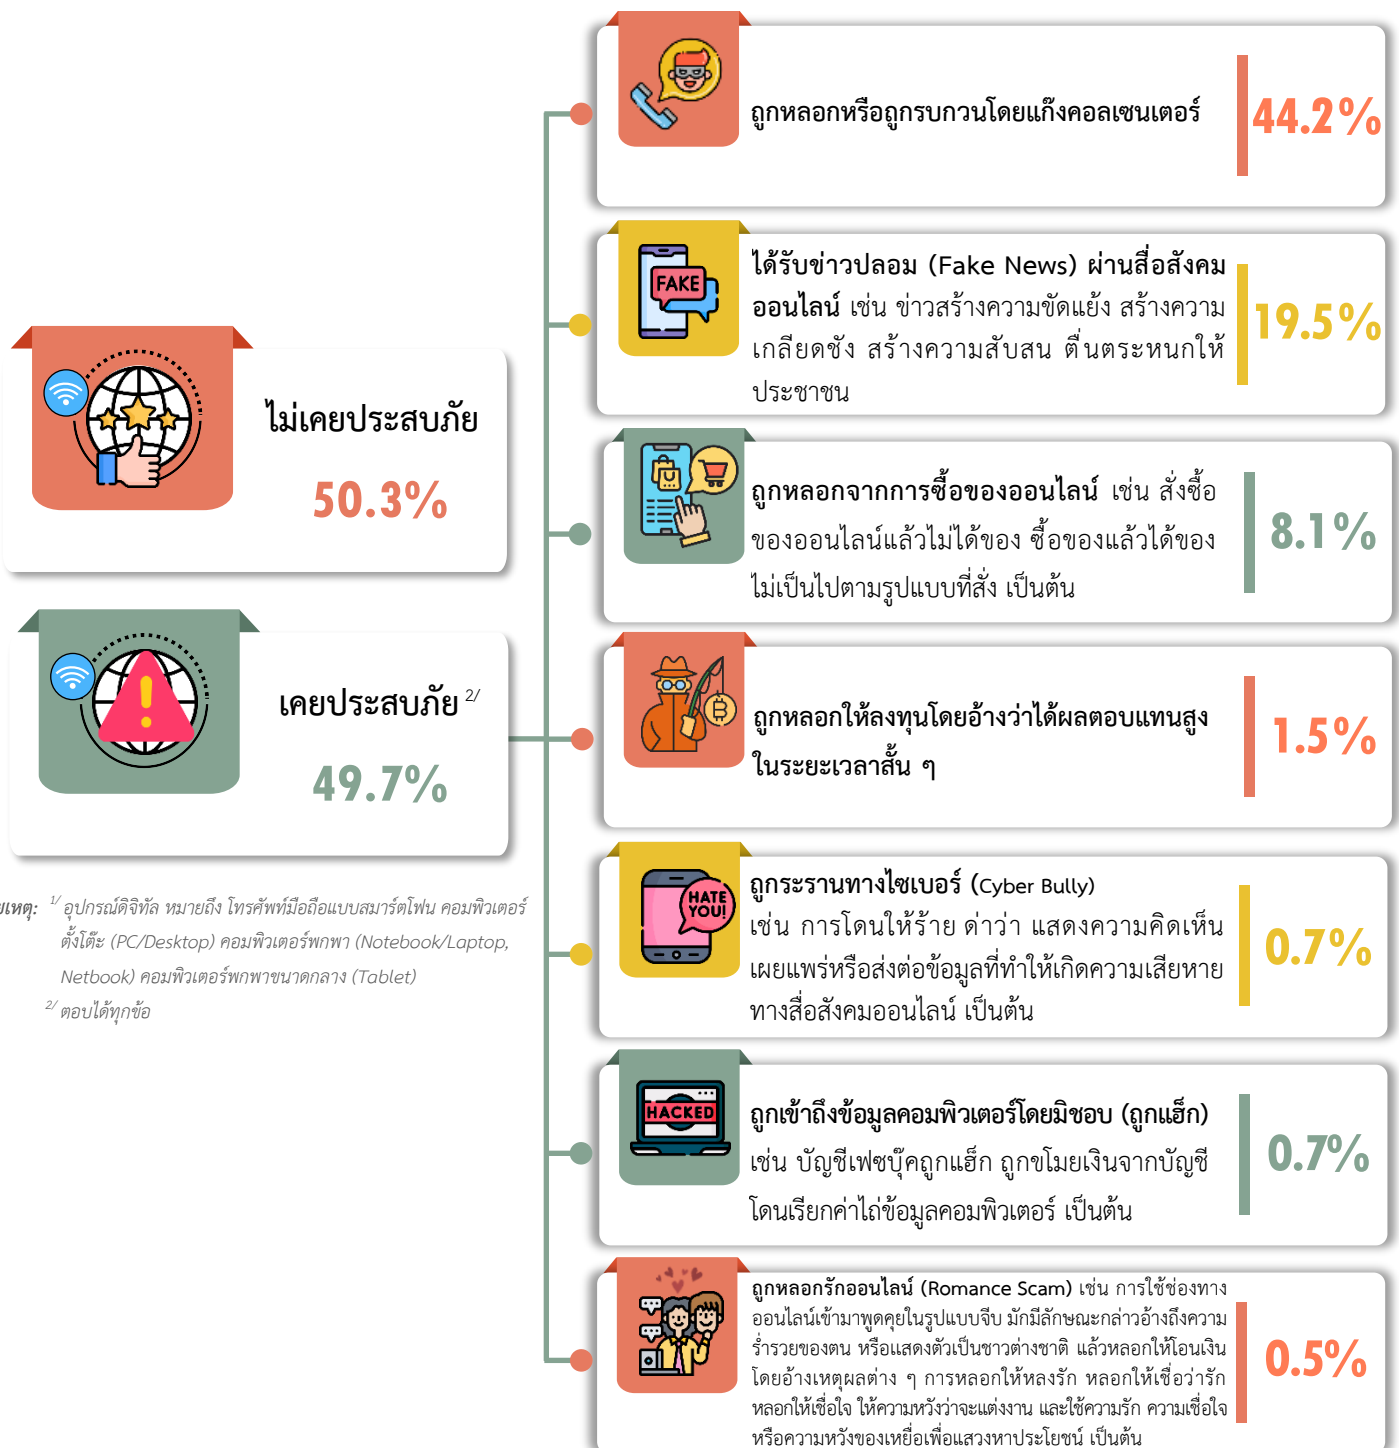 ไม่เคยประสบภัย
50.3%
เคยประสบภัย 2/
49.7%
1/ อุปกรณ์ดิจิทัล หมายถึง โทรศัพท์มือถือแบบสมาร์ตโฟน คอมพิวเตอร์
ตั้งโต๊ะ (PC/Desktop) คอมพิวเตอร์พกพา (Notebook/Laptop,
Netbook) คอมพิวเตอร์พกพาขนาดกลาง (Tablet)
2/ ตอบได้ทุกข้อ
ถูกหลอกหรือถูกรบกวนโดยแก๊งคอลเซนเตอร์
44.2%
FAKE
ได้รับข่าวปลอม (Fake News) ผ่านสื่อสังคม
ออนไลน์ เช่น ข่าวสร้างความขัดแย้ง สร้างความ
เกลียดชัง สร้างความสับสน ตื่นตระหนกให้
ประชาชน
19.5%
ถูกหลอกจากการซื้อของออนไลน์ เช่น สั่งซื้อ
ของออนไลน์แล้วไม่ได้ของ ซื้อของแล้วได้ของ
ไม่เป็นไปตามรูปแบบที่สั่ง เป็นต้น
8.1%
ถูกหลอกให้ลงทุนโดยอ้างว่าได้ผลตอบแทนสูง
ในระยะเวลาสั้น ๆ
1.5%
HATE
YOU!
ถูกระรานทางไซเบอร์ (Cyber Bully)
เช่น การโดนให้ร้าย ด่าว่า แสดงความคิดเห็น
เผยแพร่หรือส่งต่อข้อมูลที่ทำให้เกิดความเสียหาย
ทางสื่อสังคมออนไลน์ เป็นต้น
0.7%
HACKED
ถูกเข้าถึงข้อมูลคอมพิวเตอร์โดยมิชอบ (ถูกแฮ็ก)
เช่น บัญชีเฟซบุ๊คถูกแฮ็ก ถูกขโมยเงินจากบัญชี
โดนเรียกค่าไถ่ข้อมูลคอมพิวเตอร์ เป็นต้น
0.7%
ถูกหลอกรักออนไลน์ (Romance Scam) เช่น การใช้ช่องทาง
ออนไลน์เข้ามาพูดคุยในรูปแบบจีบ มักมีลักษณะกล่าวอ้างถึงความ
ร่ำรวยของตน หรือแสดงตัวเป็นชาวต่างชาติ แล้วหลอกให้โอนเงิน
โดยอ้างเหตุผลต่าง ๆ การหลอกให้หลงรัก หลอกให้เชื่อว่ารัก
หลอกให้เชื่อใจ ให้ความหวังว่าจะแต่งงาน และใช้ความรัก ความเชื่อใจ
หรือความหวังของเหยื่อเพื่อแสวงหาประโยชน์ เป็นต้น
0.5%